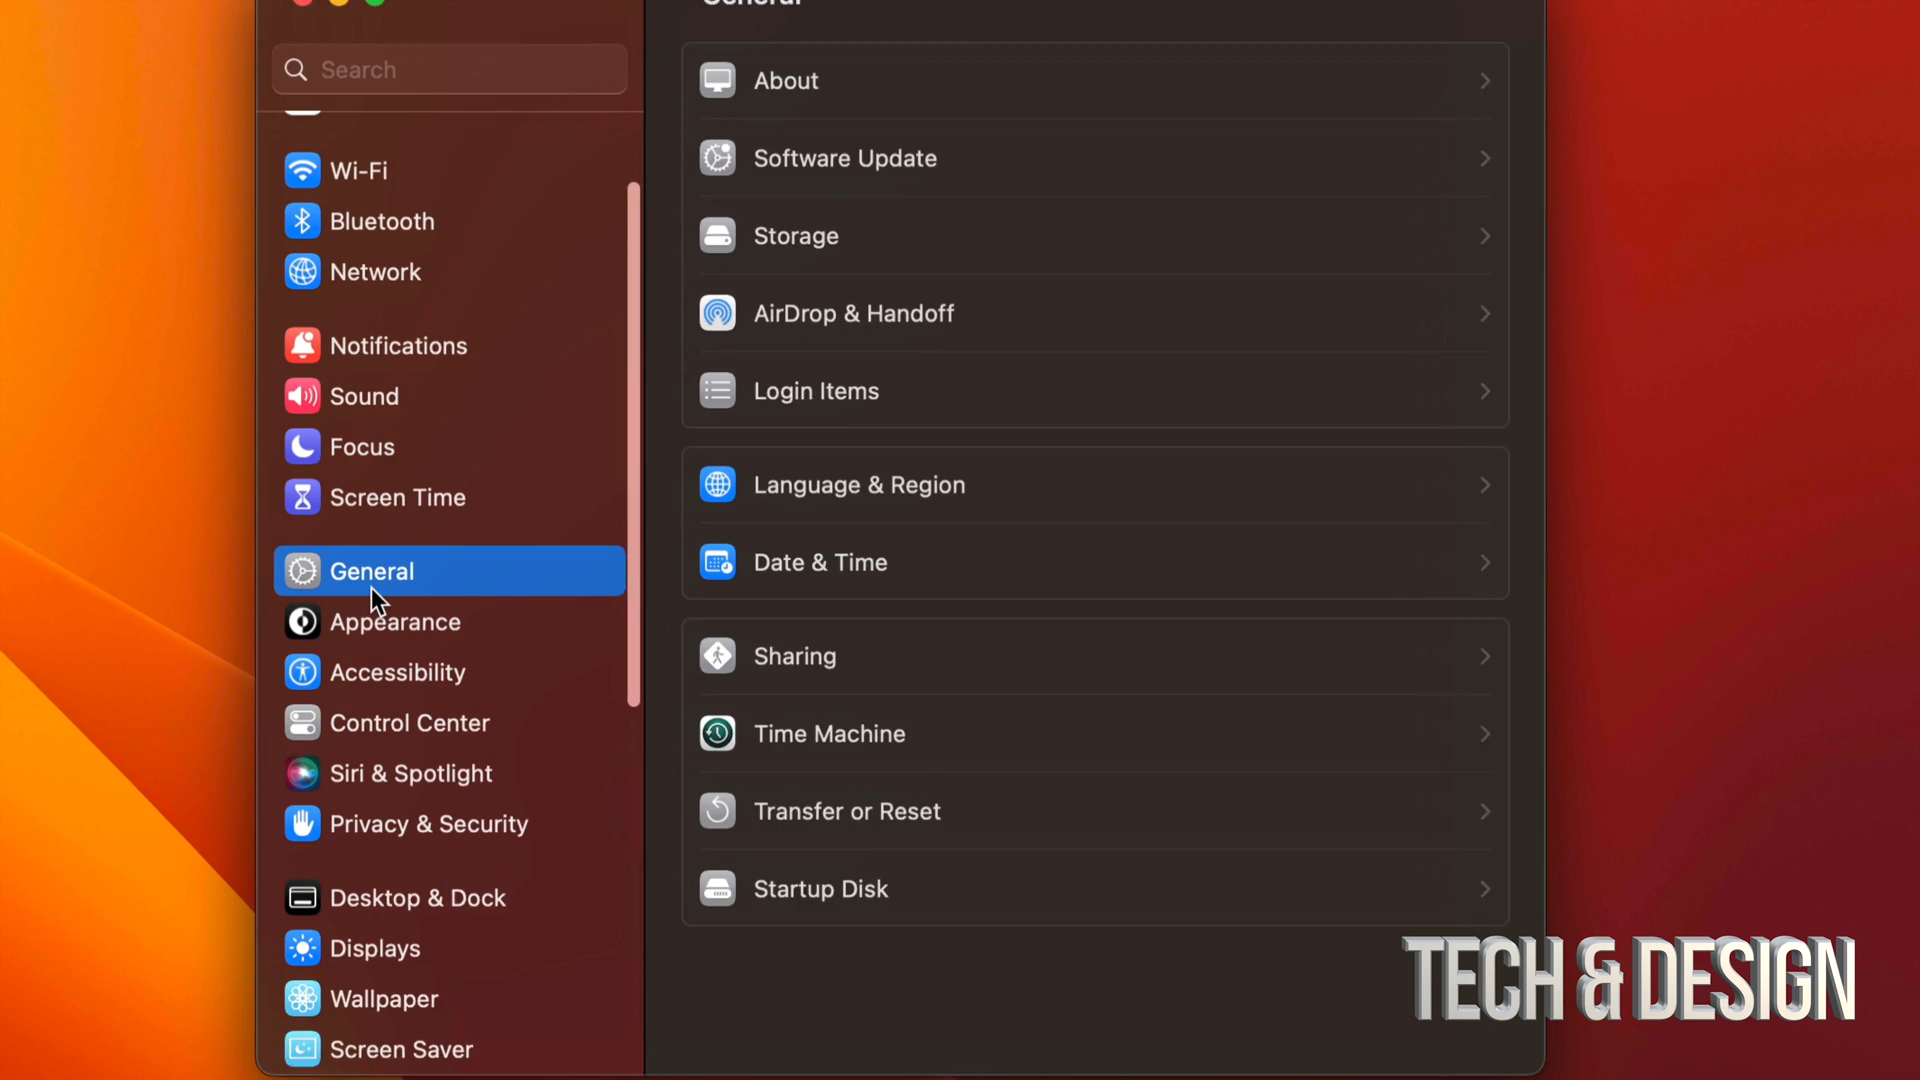 General
Search
Wi-Fi
Bluetooth
Network
Notifications
Sound
Focus
Screen Time
General
Appearance
Accessibility
Control Center
Siri & Spotlight
Privacy & Security
Desktop & Dock
Displays
Wallpaper
Screen Saver
About
Software Update
Storage
AirDrop & Handoff
Login Items
Language & Region
Date & Time
Sharing
Time Machine
Transfer or Reset
Startup Disk
TECH & DESIGN